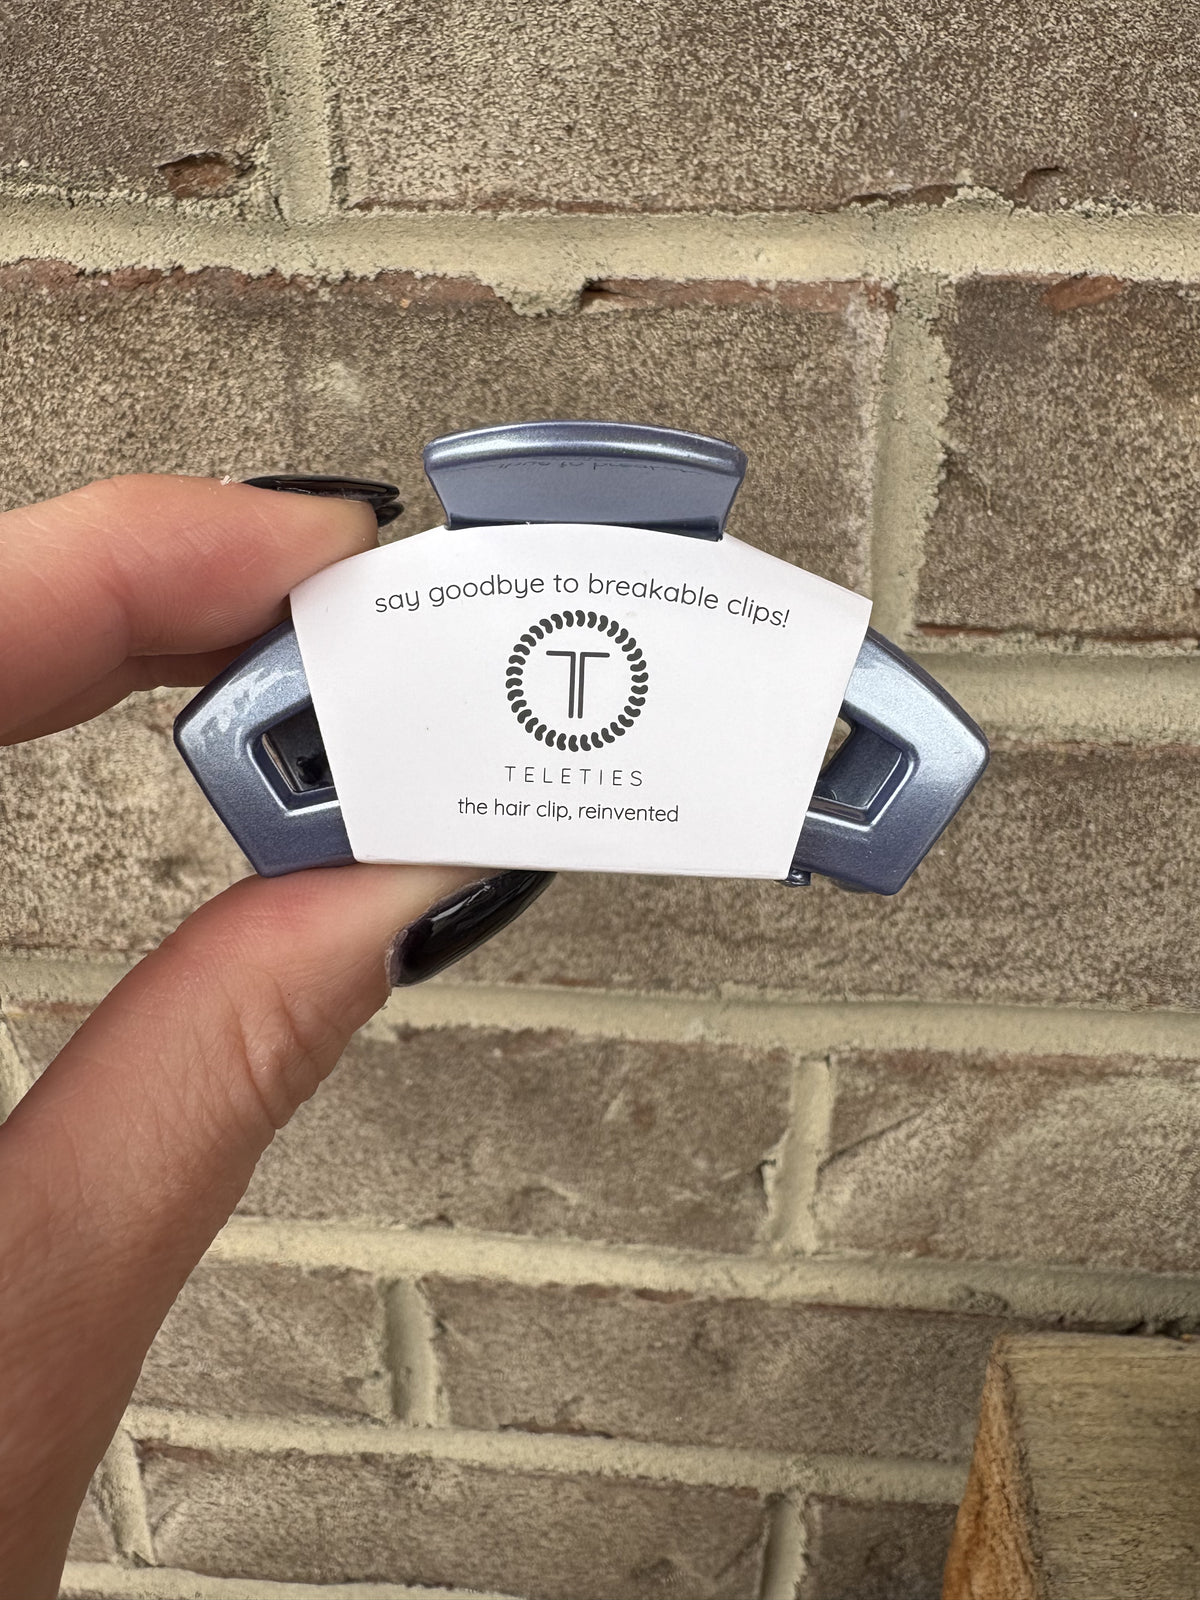 say goodbye to breakable clips!
T
TELETIES
the hair clip, reinvented